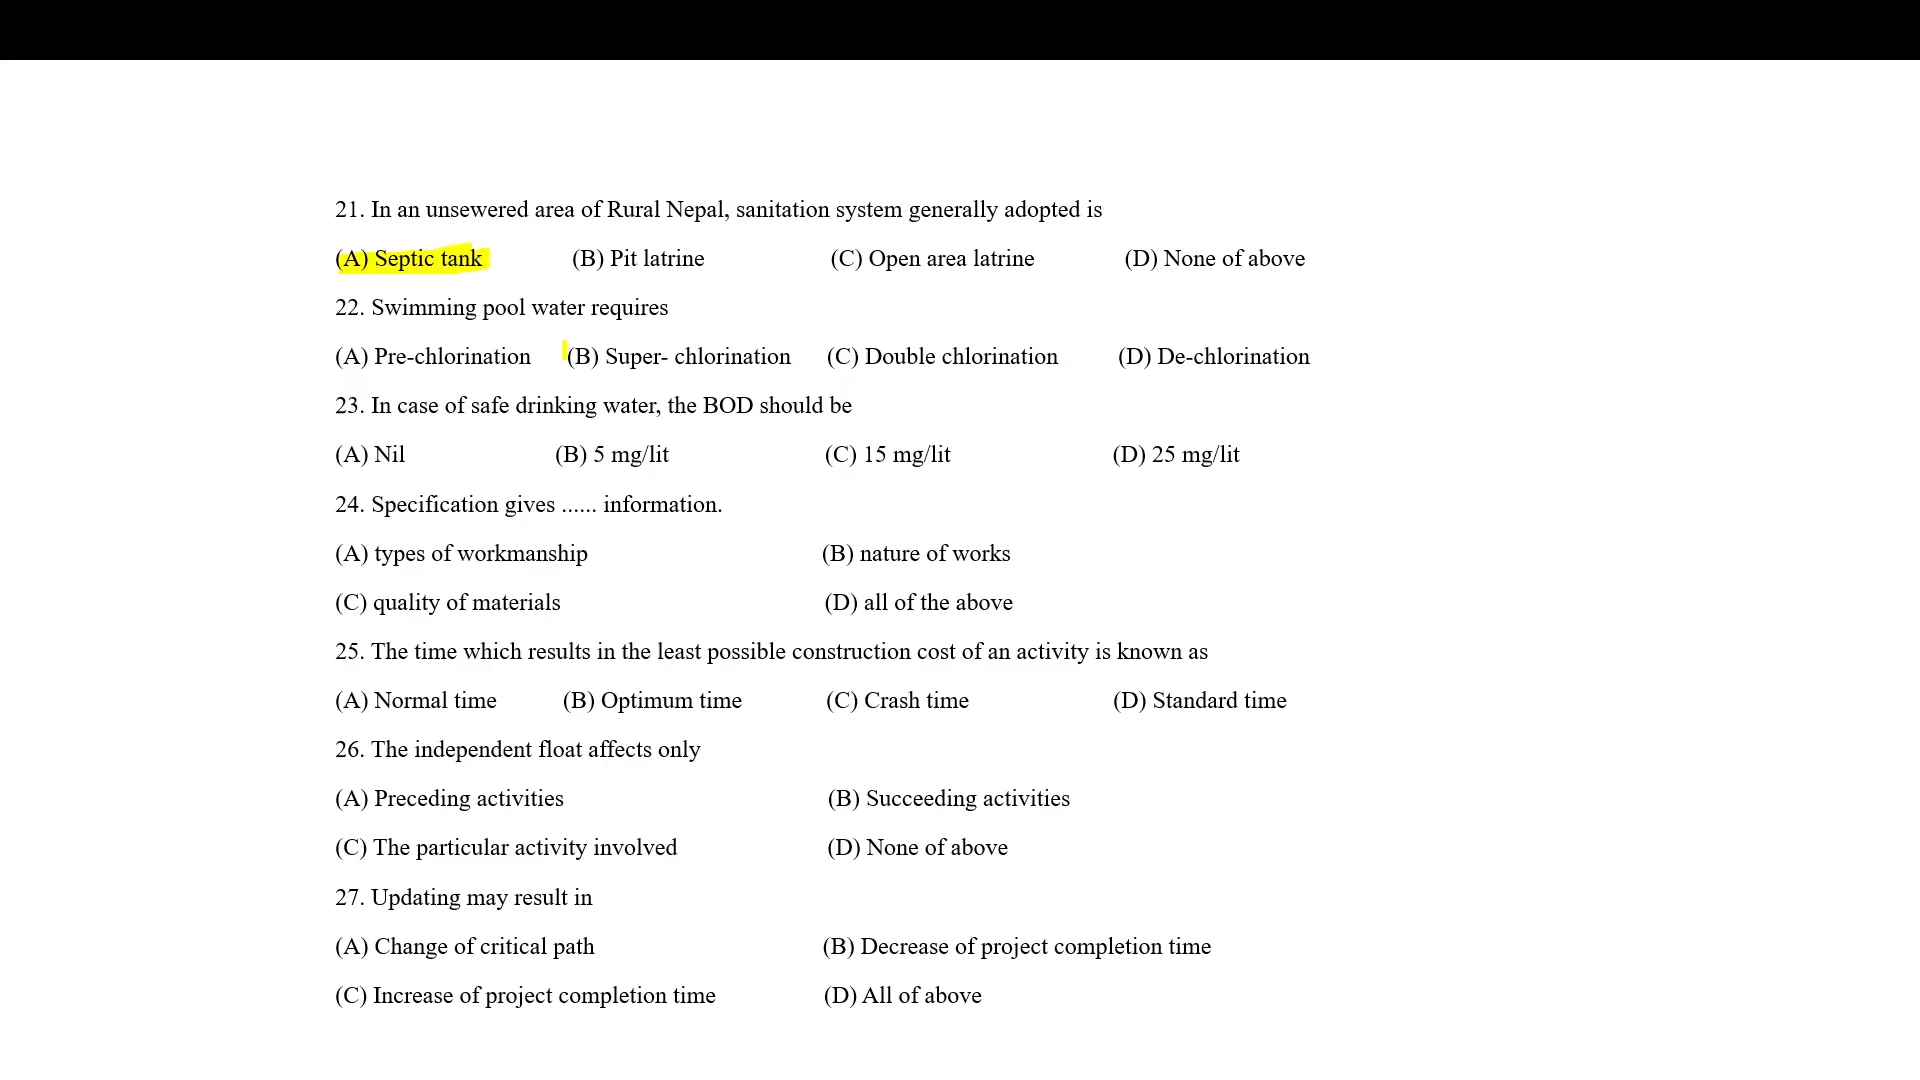 21. In an unsewered area of Rural Nepal, sanitation system generally adopted is
(A) Septic tank (B) Pit latrine (C) Open area latrine (D) None of above
22. Swimming pool water requires
(A) Pre-chlorination (B) Super- chlorination (C) Double chlorination (D) De-chlorination
23. In case of safe drinking water, the BOD should be
(A) Nil (B) 5 mg/lit (C) 15 mg/lit (D) 25 mg/lit
24. Specification gives ...... information.
(A) types of workmanship (B) nature of works
(C) quality of materials (D) all of the above
25. The time which results in the least possible construction cost of an activity is known as
(A) Normal time (B) Optimum time (C) Crash time (D) Standard time
26. The independent float affects only
(A) Preceding activities (B) Succeeding activities
(C) The particular activity involved (D) None of above
27. Updating may result in
(A) Change of critical path (B) Decrease of project completion time
(C) Increase of project completion time (D) All of above